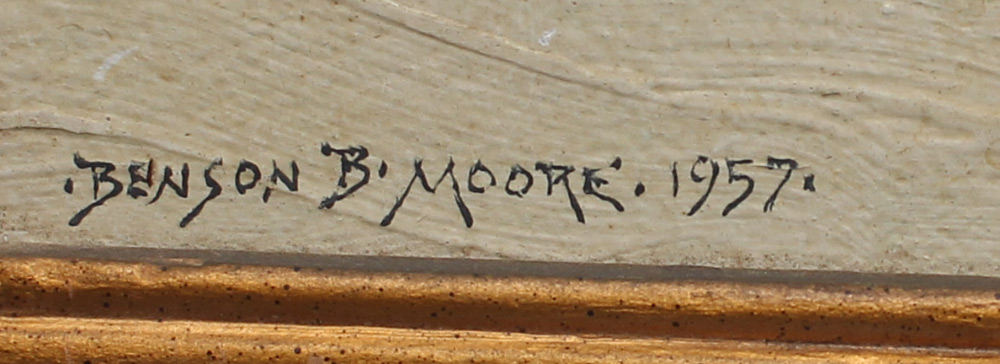 ·BENSON B· MOORE· 1957·